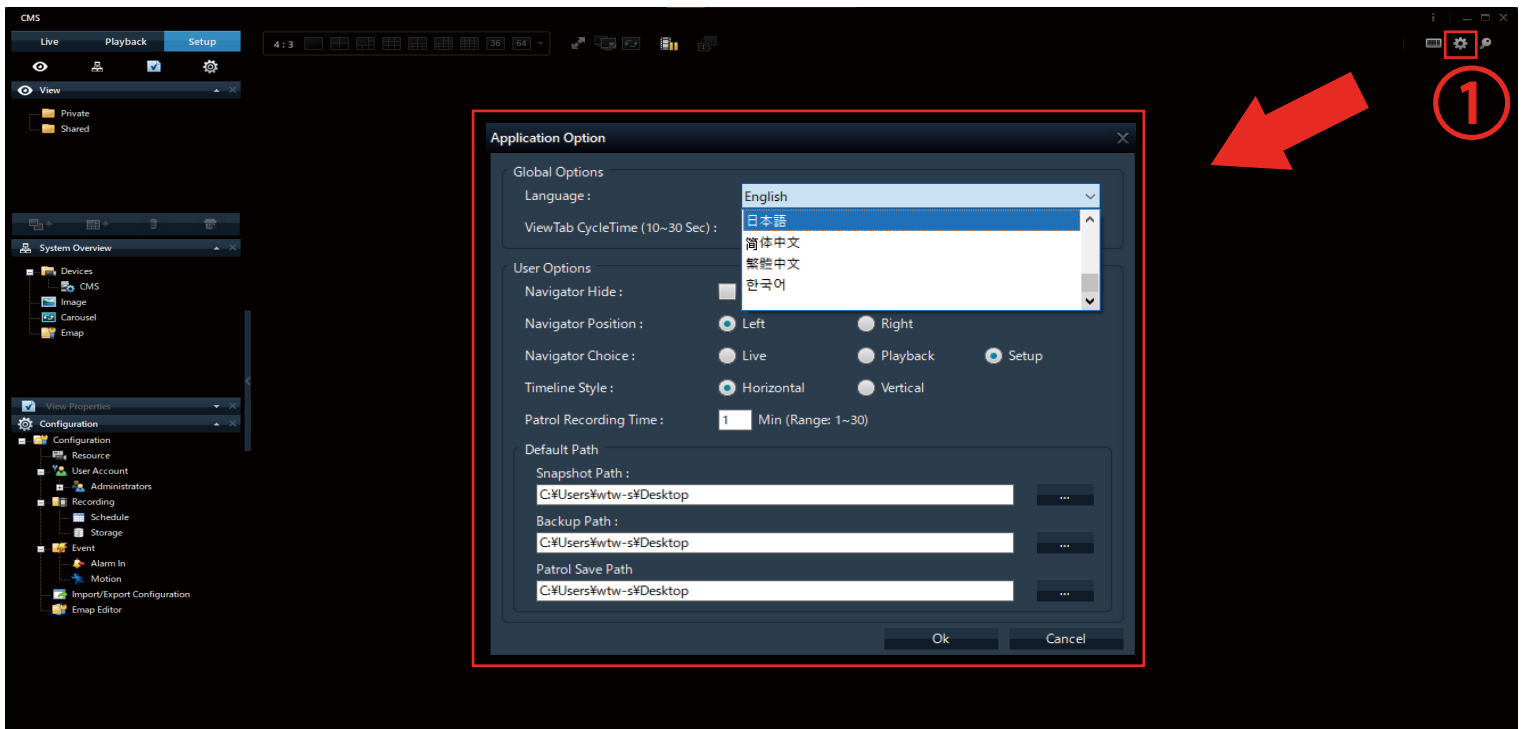 CMS
i
Live Playback Setup
4:3 36 64
①
View
Private
Shared
System Overview
Devices
CMS
Image
Carousel
Emap
View Properties
Configuration
Configuration
Resource
User Account
Administrators
Recording
Schedule
Storage
Event
Alarm In
Motion
Import/Export Configuration
Emap Editor
Application Option
Global Options
Language : English
日本語
简体中文
繁體中文
한국어
ViewTab CycleTime (10~30 Sec) :
User Options
Navigator Hide :
Navigator Position : Left Right
Navigator Choice : Live Playback Setup
Timeline Style : Horizontal Vertical
Patrol Recording Time : 1 Min (Range: 1~30)
Default Path
Snapshot Path :
C:¥Users¥wtw-s¥Desktop ...
Backup Path :
C:¥Users¥wtw-s¥Desktop ...
Patrol Save Path
C:¥Users¥wtw-s¥Desktop ...
Ok Cancel